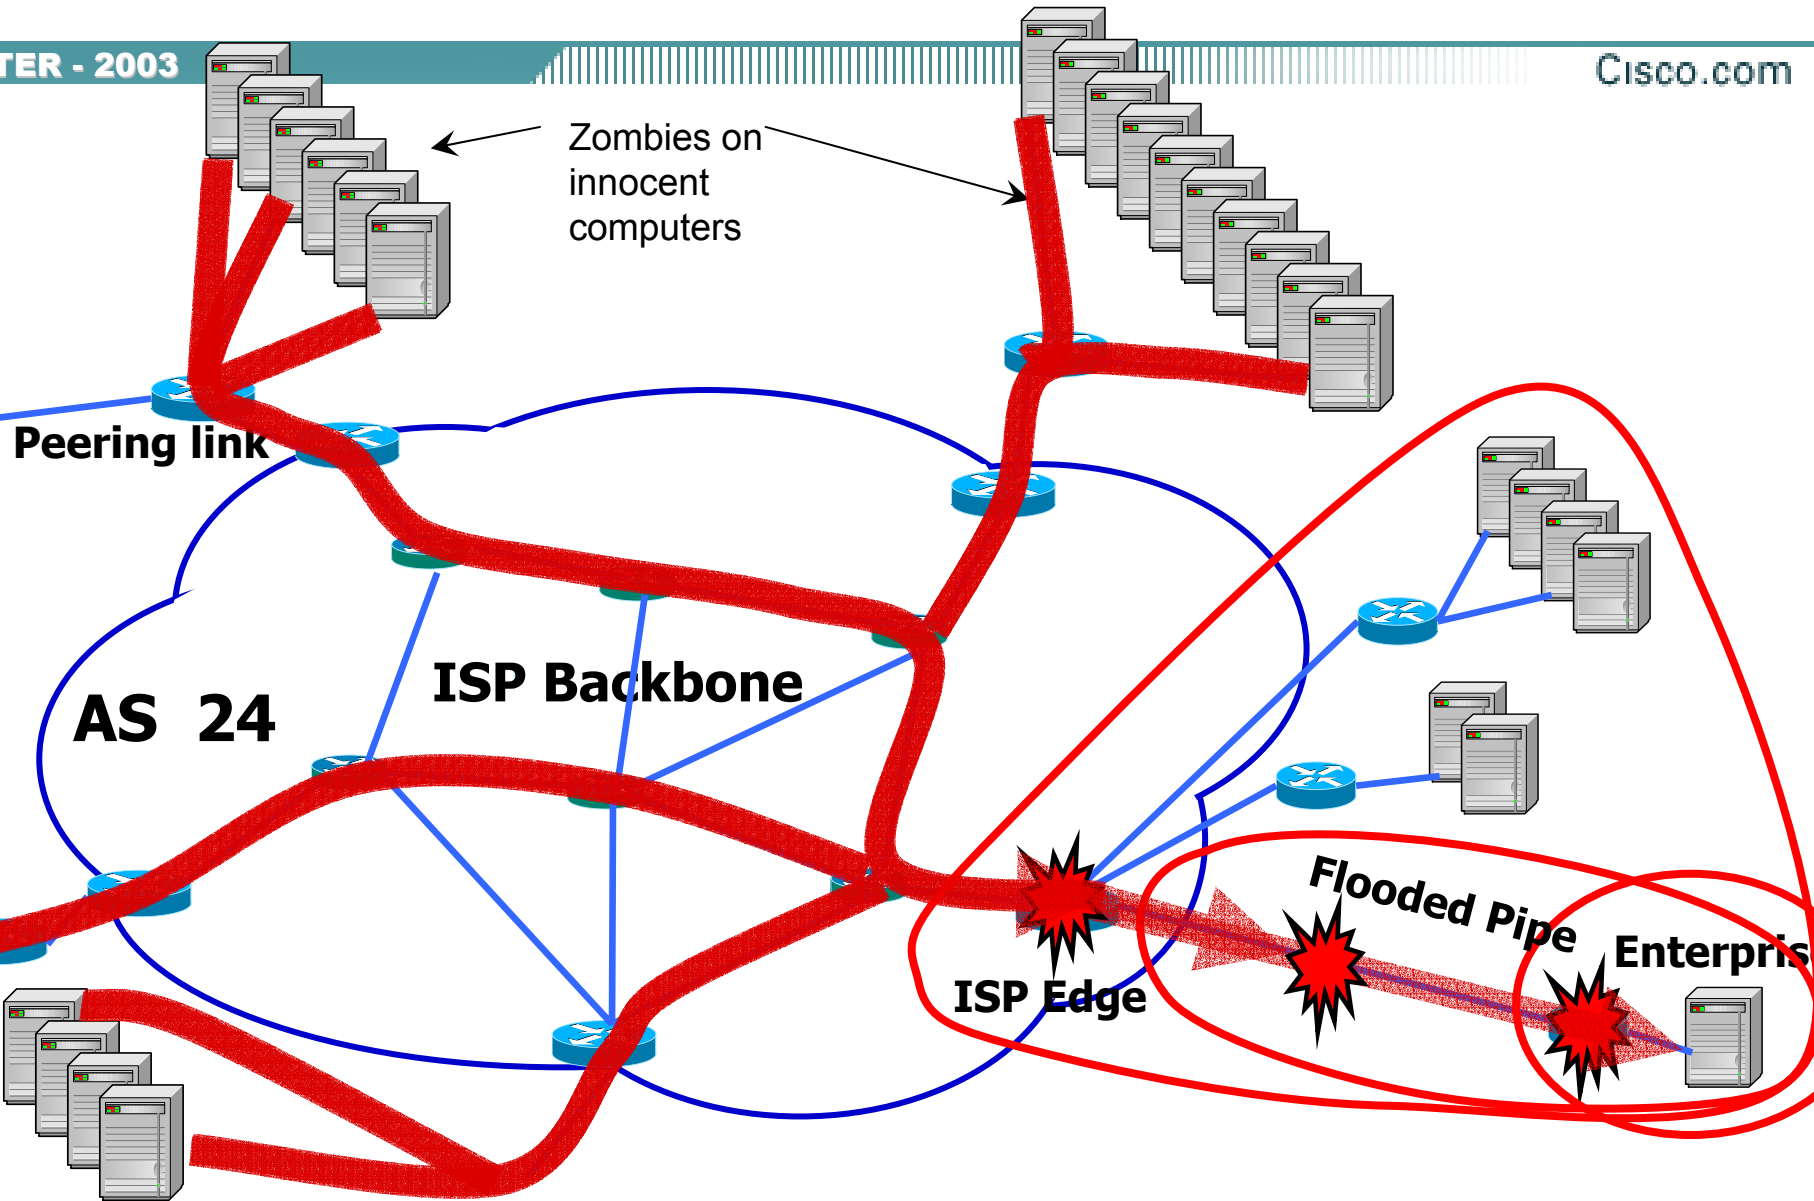 TER - 2003
Cisco.com
Zombies on
innocent
computers
Peering link
ISP Backbone
AS 24
Flooded Pipe
Enterpris
ISP Edge